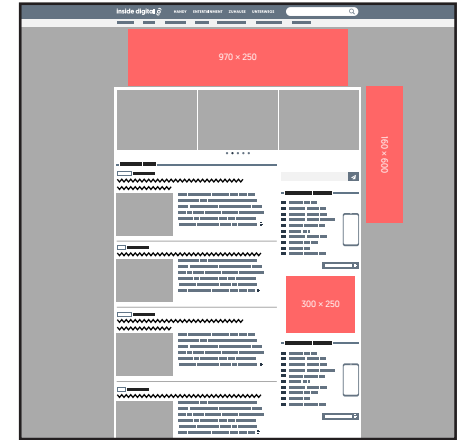 inside digital
HANDY ENTERTAINMENT ZUHAUSE UNTERWEGS
970 × 250
160 × 600
300 × 250